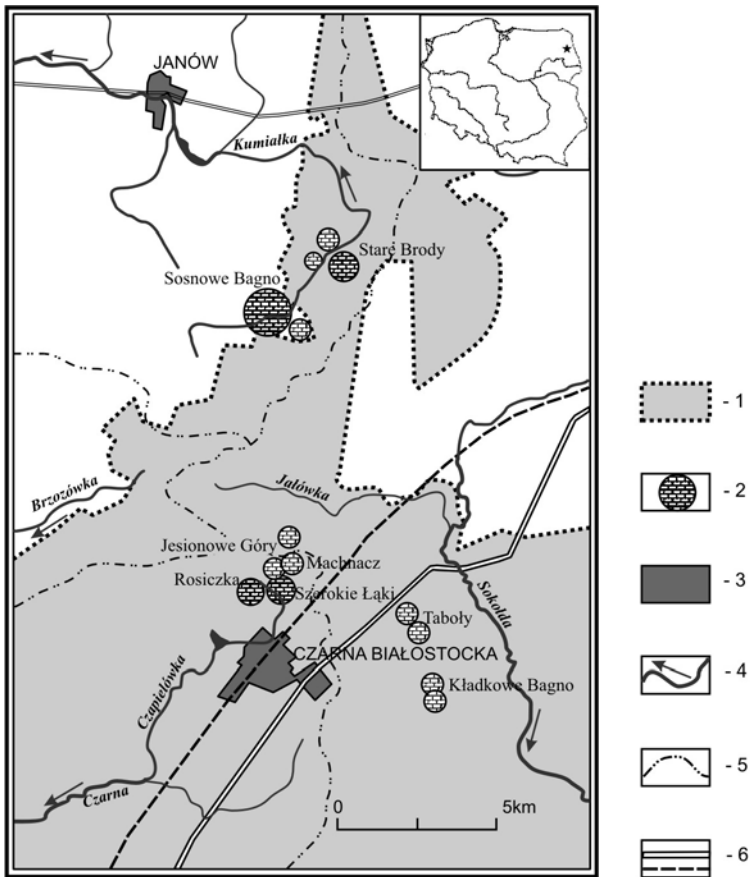 JANÓW
Kumiałka
Stare Brody
Sosnowe Bagno
- 1
Brzozówka
Jałówka
- 2
Jesionowe Góry
Machnacz
Rosiczka
Szerokie Łąki
- 3
Sokołda
Taboły
CZARNA BIAŁOSTOCKA
Kładkowe Bagno
- 4
Czapielówka
- 5
Czarna
0 5km
- 6